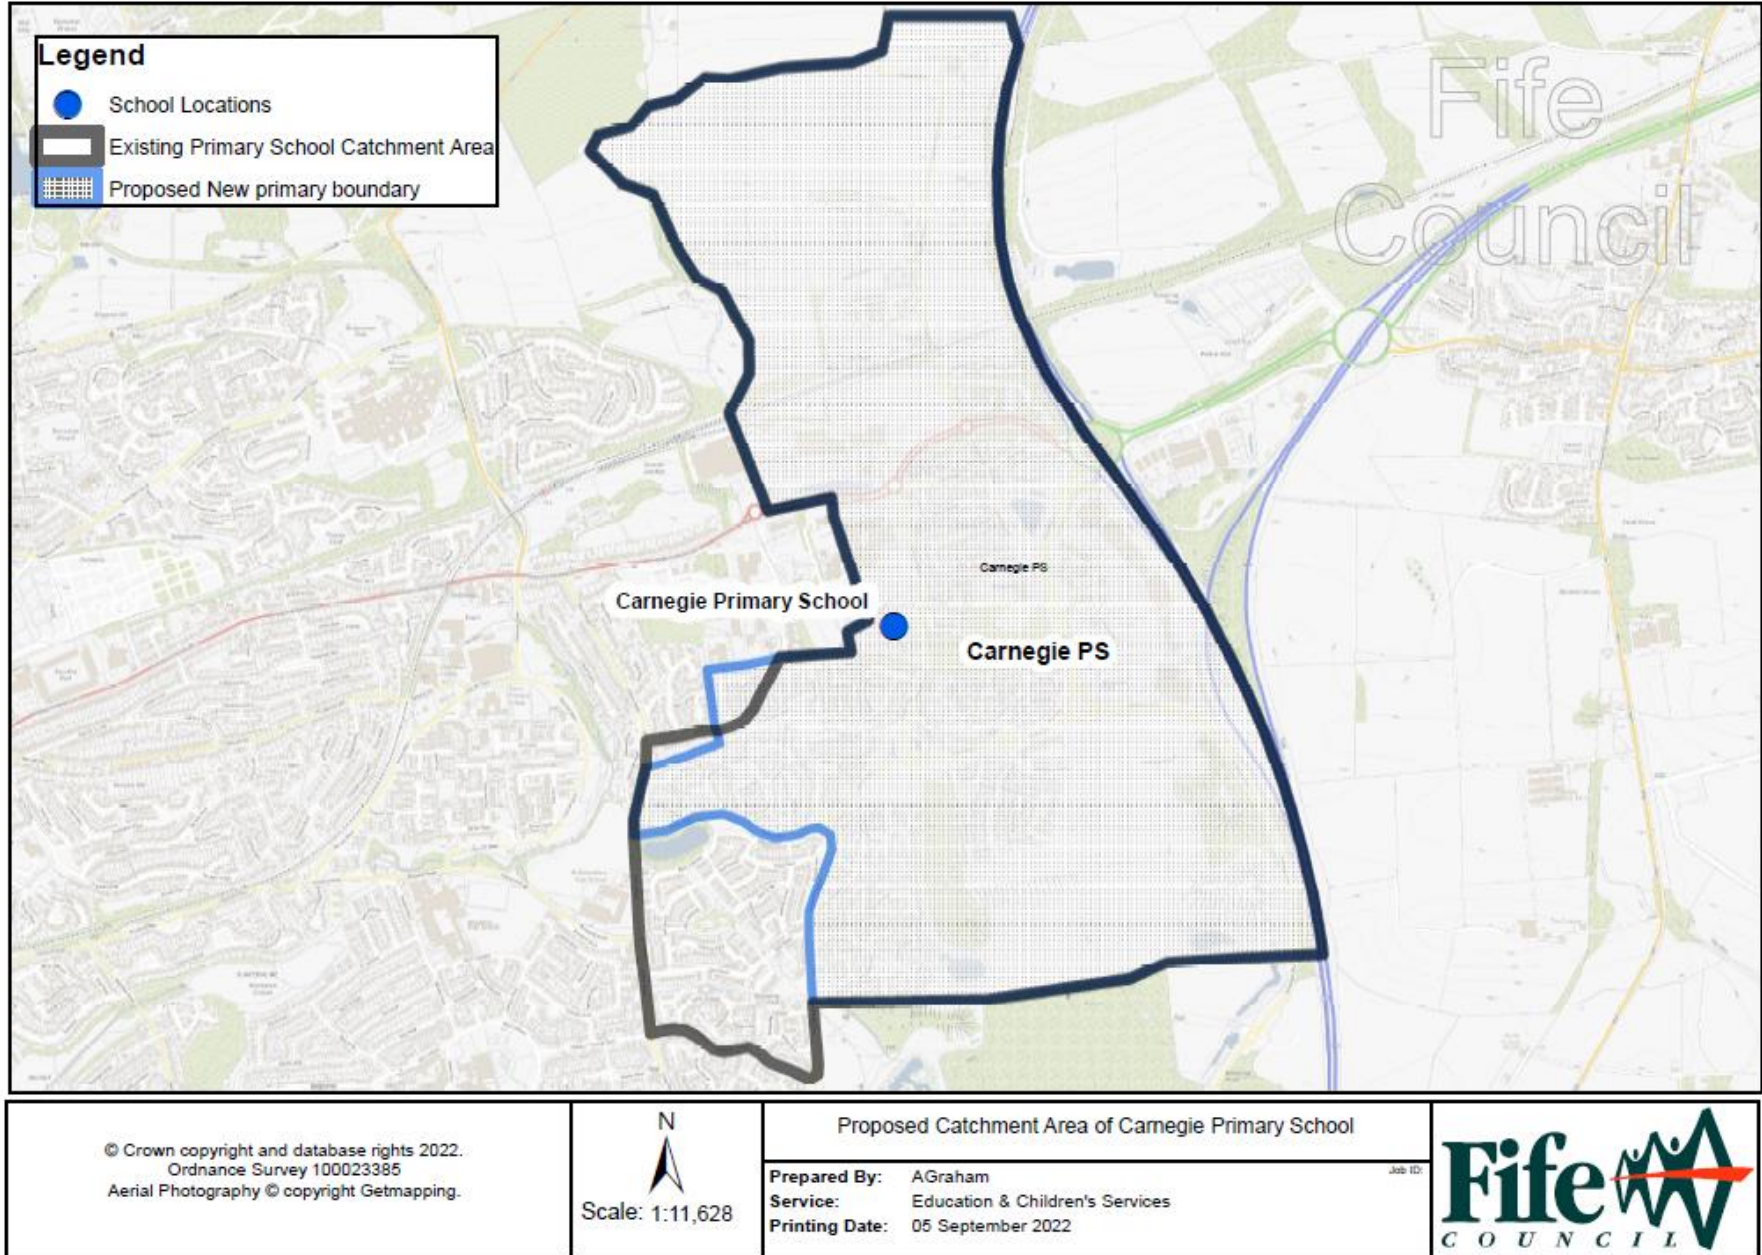 Legend
School Locations
Existing Primary School Catchment Area
Proposed New primary boundary
Fife
Council
Carnegie PS
Carnegie Primary School
Carnegie PS
© Crown copyright and database rights 2022.
Ordnance Survey 100023385
Aerial Photography © copyright Getmapping.
N
Scale: 1:11,628
Proposed Catchment Area of Carnegie Primary School
Job ID:
Prepared By: AGraham
Service: Education & Children's Services
Printing Date: 05 September 2022
Fife
COUNCIL